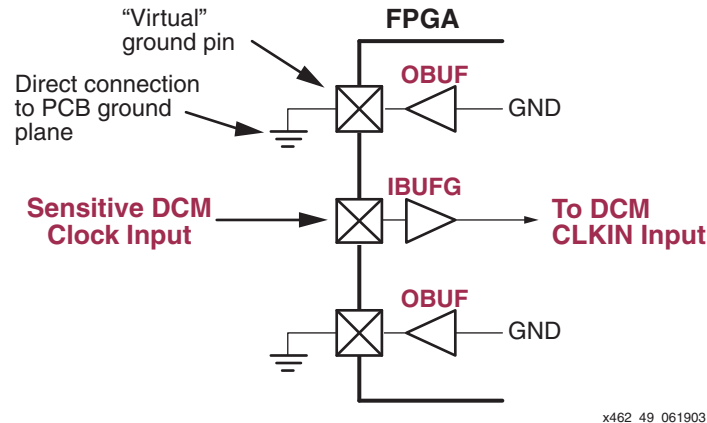 “Virtual”
ground pin
FPGA
Direct connection
to PCB ground
plane
OBUF
GND
Sensitive DCM
Clock Input
IBUFG
To DCM
CLKIN Input
OBUF
GND
x462_49_061903